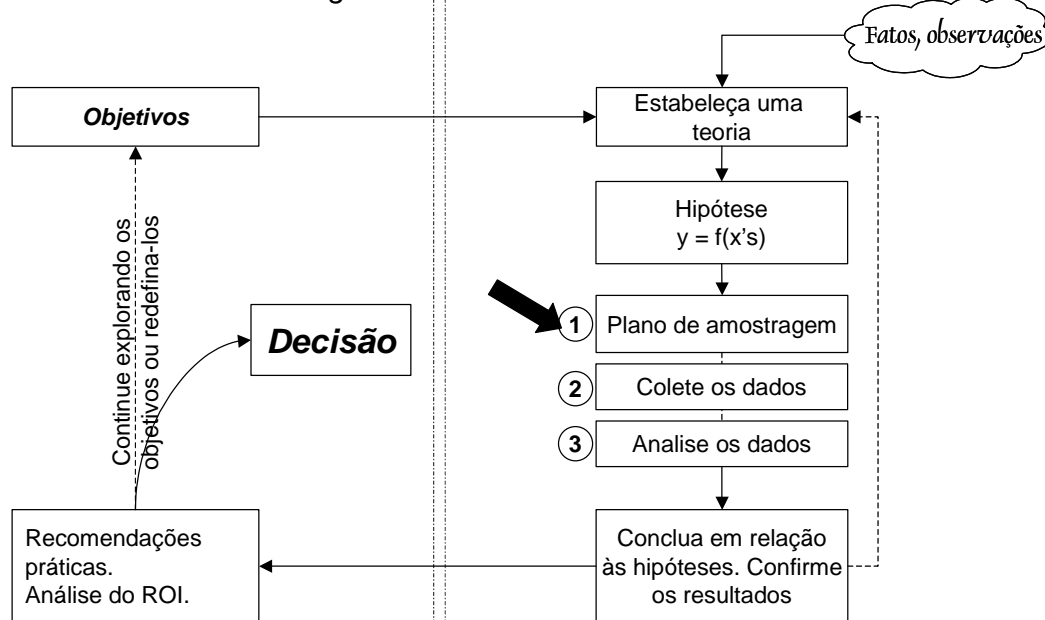 g
Fatos, observações
Objetivos
Estabeleça uma
teoria
Hipótese
y = f(x's)
1
Plano de amostragem
2
Colete os dados
3
Analise os dados
Conclua em relação
às hipóteses. Confirme
os resultados
Recomendações
práticas.
Análise do ROI.
Decisão
Continue explorando os
objetivos ou redefina-los